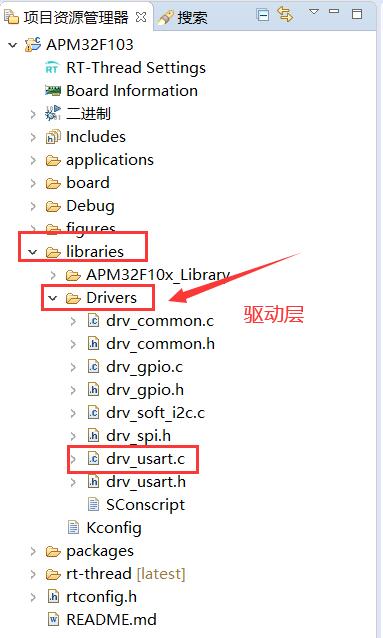 项目资源管理器 搜索
APM32F103
RT-Thread Settings
Board Information
二进制
Includes
applications
board
Debug
figures
libraries
APM32F10x_Library
Drivers
驱动层
drv_common.c
drv_common.h
drv_gpio.c
drv_gpio.h
drv_soft_i2c.c
drv_spi.h
drv_usart.c
drv_usart.h
SConscript
Kconfig
packages
rt-thread [latest]
rtconfig.h
README.md